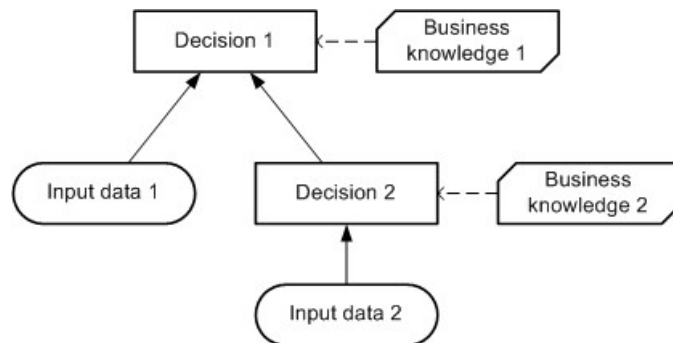 Decision 1
Business
knowledge 1
Input data 1
Decision 2
Business
knowledge 2
Input data 2